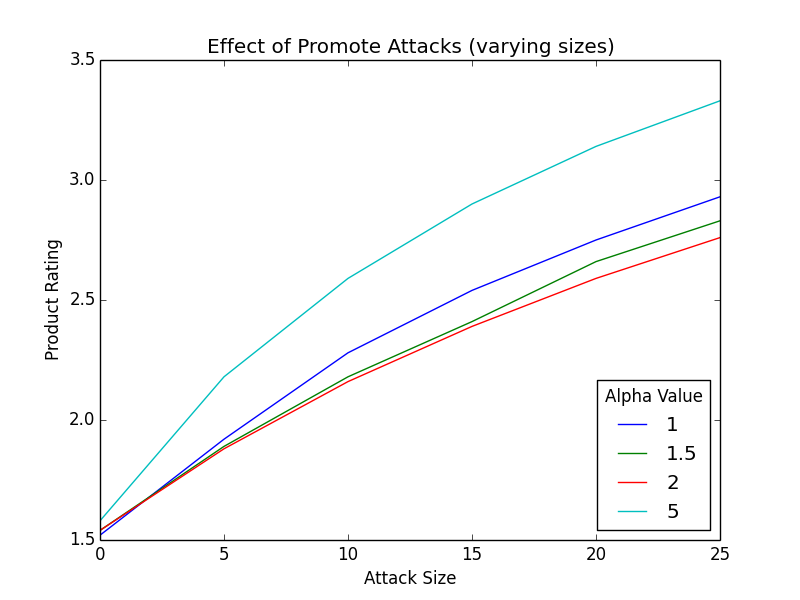 Effect of Promote Attacks (varying sizes)
3.5
3.0
2.5
2.0
1.5
Product Rating
0 5 10 15 20 25
Attack Size
Alpha Value
1
1.5
2
5